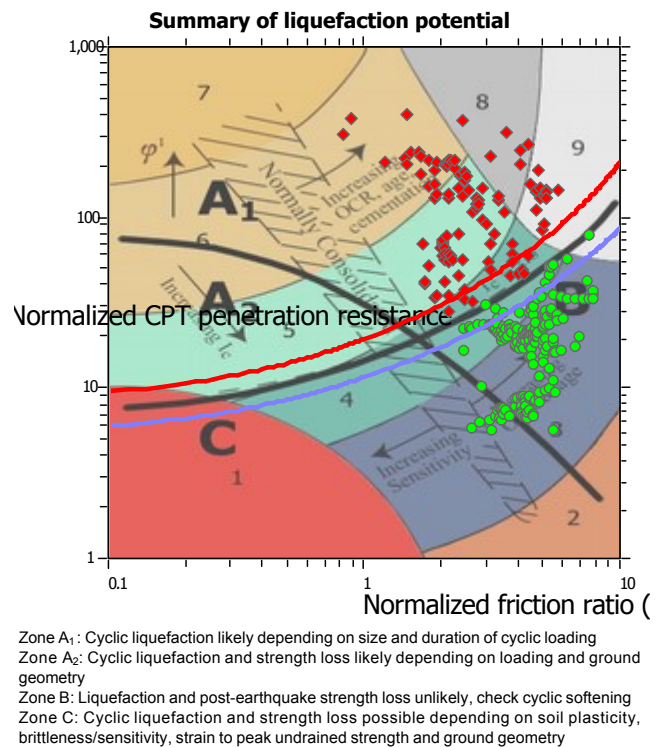 Summary of liquefaction potential
1,000
7
8
9
φ'
Increasing
OCR, age,
cementation
A1
Normally Consoli
100
6
A2
Increasing Ic
Ic
Normalized CPT penetration resistance
5
B
10
4
C
Increasing
Sensitivity
3
1
2
1
0.1
1
10
Normalized friction ratio (
Zone A1: Cyclic liquefaction likely depending on size and duration of cyclic loading
Zone A2: Cyclic liquefaction and strength loss likely depending on loading and ground
geometry
Zone B: Liquefaction and post-earthquake strength loss unlikely, check cyclic softening
Zone C: Cyclic liquefaction and strength loss possible depending on soil plasticity,
brittleness/sensitivity, strain to peak undrained strength and ground geometry